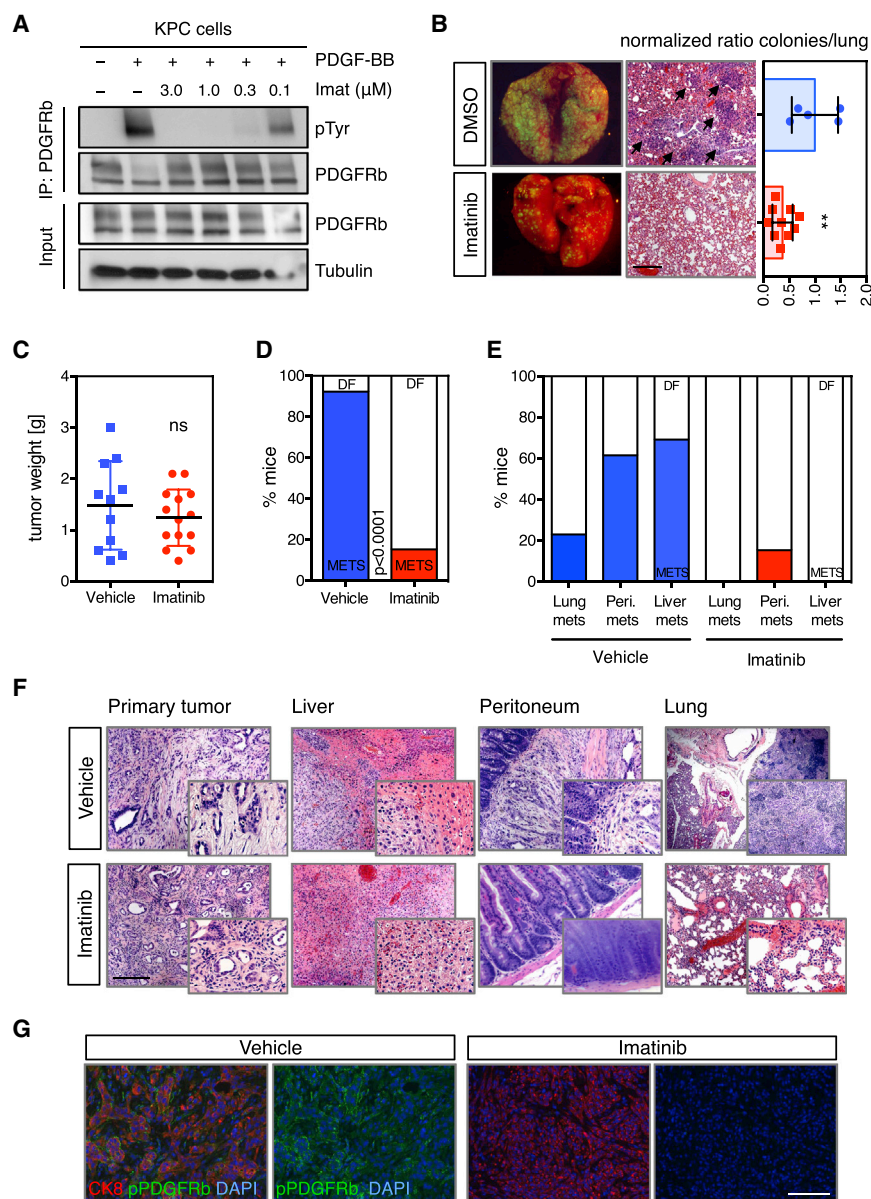 A
KPC cells
– + + + + + PDGF-BB
– – 3.0 1.0 0.3 0.1 Imat (µM)
IP: PDGFRb
pTyr
PDGFRb
Input
PDGFRb
Tubulin
B
normalized ratio colonies/lung
DMSO
Imatinib
**
0.0 0.5 1.0 1.5 2.0
C
tumor weight [g]
4
3
2
1
0
ns
Vehicle Imatinib
D
% mice
100
80
60
40
20
0
DF DF
METS METS
p<0.0001
Vehicle Imatinib
E
% mice
100
80
60
40
20
0
DF DF
METS METS
Lung Peri. Liver Lung Peri. Liver
mets mets mets mets mets mets
Vehicle Imatinib
F
Primary tumor Liver Peritoneum Lung
Vehicle
Imatinib
G
Vehicle Imatinib
CK8 pPDGFRb DAPI pPDGFRb, DAPI